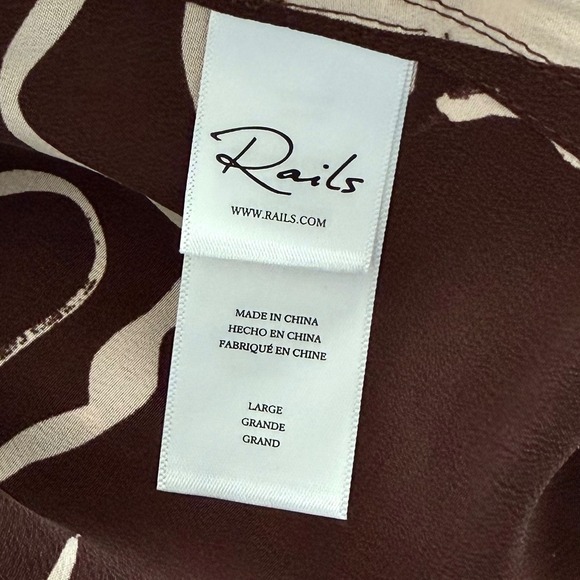 Rails
WWW.RAILS.COM
MADE IN CHINA
HECHO EN CHINA
FABRIQUÉ EN CHINE
LARGE
GRANDE
GRAND